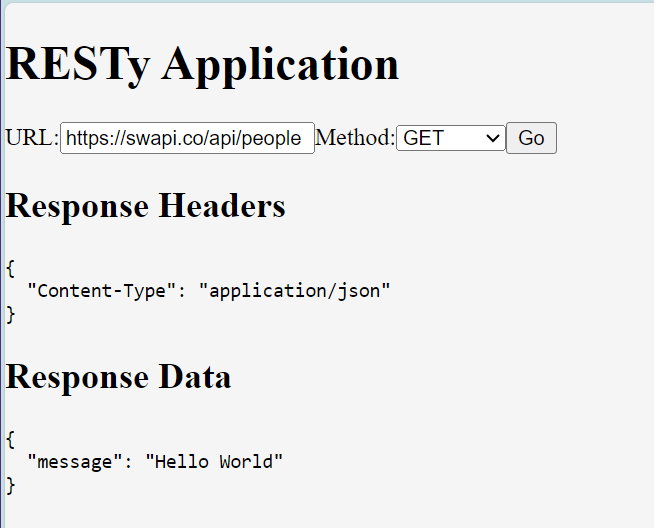 RESTy Application
URL: https://swapi.co/api/people Method: GET Go
Response Headers
{
  "Content-Type": "application/json"
}
Response Data
{
  "message": "Hello World"
}